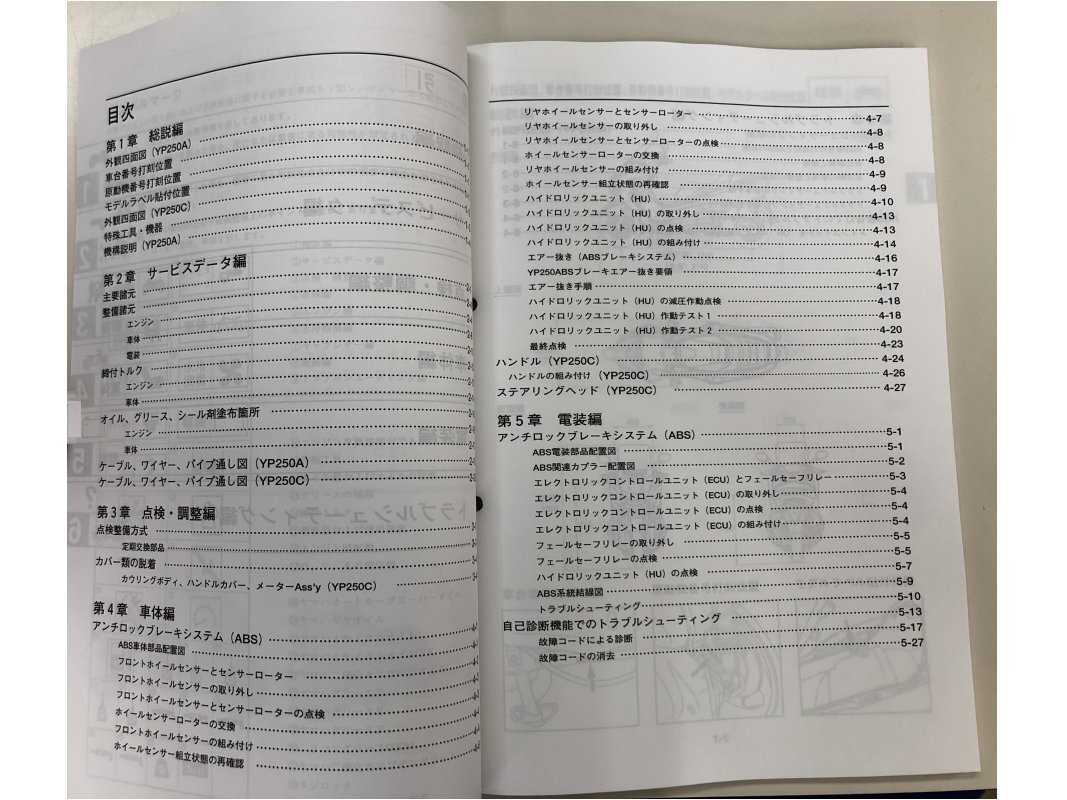 目次
第1章 総説編
外観四面図（YP250A）
車台番号打刻位置
原動機番号打刻位置
モデルラベル貼付位置
外観四面図（YP250C）
特殊工具・機器
機構説明（YP250A）
第2章 サービスデータ編
主要諸元
整備諸元
エンジン
車体
電装
締付トルク
エンジン
車体
オイル、グリース、シール剤塗布箇所
エンジン
車体
ケーブル、ワイヤー、パイプ通し図（YP250A）
ケーブル、ワイヤー、パイプ通し図（YP250C）
第3章 点検・調整編
点検整備方式
定期交換部品
カバー類の脱着
カウリングボディ、ハンドルカバー、メーターAss'y（YP250C）
第4章 車体編
アンチロックブレーキシステム（ABS）
ABS車体部品配置図
フロントホイールセンサーとセンサーローター
フロントホイールセンサーの取り外し
フロントホイールセンサーとセンサーローターの点検
ホイールセンサーローターの交換
フロントホイールセンサーの組み付け
ホイールセンサー組立状態の再確認
リヤホイールセンサーとセンサーローター 4-7
リヤホイールセンサーの取り外し 4-8
リヤホイールセンサーとセンサーローターの点検 4-8
ホイールセンサーローターの交換 4-8
リヤホイールセンサーの組み付け 4-9
ホイールセンサー組立状態の再確認 4-9
ハイドロリックユニット（HU） 4-10
ハイドロリックユニット（HU）の取り外し 4-13
ハイドロリックユニット（HU）の点検 4-13
ハイドロリックユニット（HU）の組み付け 4-14
エアー抜き（ABSブレーキシステム） 4-16
YP250ABSブレーキエアー抜き要領 4-17
エアー抜き手順 4-17
ハイドロリックユニット（HU）の減圧作動点検 4-18
ハイドロリックユニット（HU）作動テスト1 4-18
ハイドロリックユニット（HU）作動テスト2 4-20
最終点検 4-23
ハンドル（YP250C） 4-24
ハンドルの組み付け（YP250C） 4-26
ステアリングヘッド（YP250C） 4-27
第5章 電装編
アンチロックブレーキシステム（ABS） 5-1
ABS電装部品配置図 5-1
ABS関連カプラー配置図 5-2
エレクトロリックコントロールユニット（ECU）とフェールセーフリレー 5-3
エレクトロリックコントロールユニット（ECU）の取り外し 5-4
エレクトロリックコントロールユニット（ECU）の点検 5-4
エレクトロリックコントロールユニット（ECU）の組み付け 5-4
フェールセーフリレーの取り外し 5-5
フェールセーフリレーの点検 5-5
ハイドロリックユニット（HU）の点検 5-7
ABS系統結線図 5-9
トラブルシューティング 5-10
自己診断機能でのトラブルシューティング 5-13
故障コードによる診断 5-17
故障コードの消去 5-27